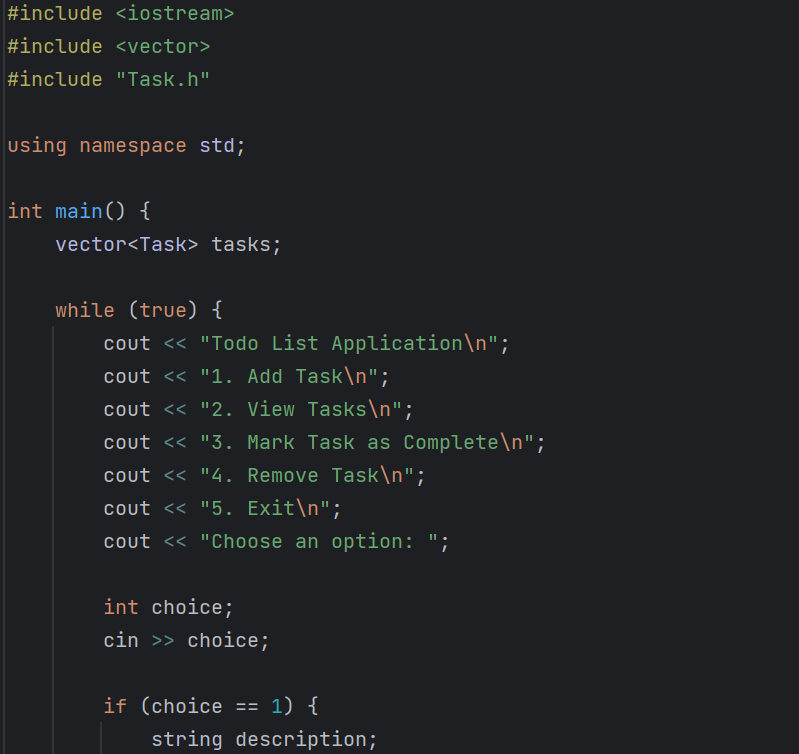 #include <iostream>
#include <vector>
#include "Task.h"
using namespace std;
int main() {
vector<Task> tasks;
while (true) {
cout << "Todo List Application\n";
cout << "1. Add Task\n";
cout << "2. View Tasks\n";
cout << "3. Mark Task as Complete\n";
cout << "4. Remove Task\n";
cout << "5. Exit\n";
cout << "Choose an option: ";
int choice;
cin >> choice;
if (choice == 1) {
string description;